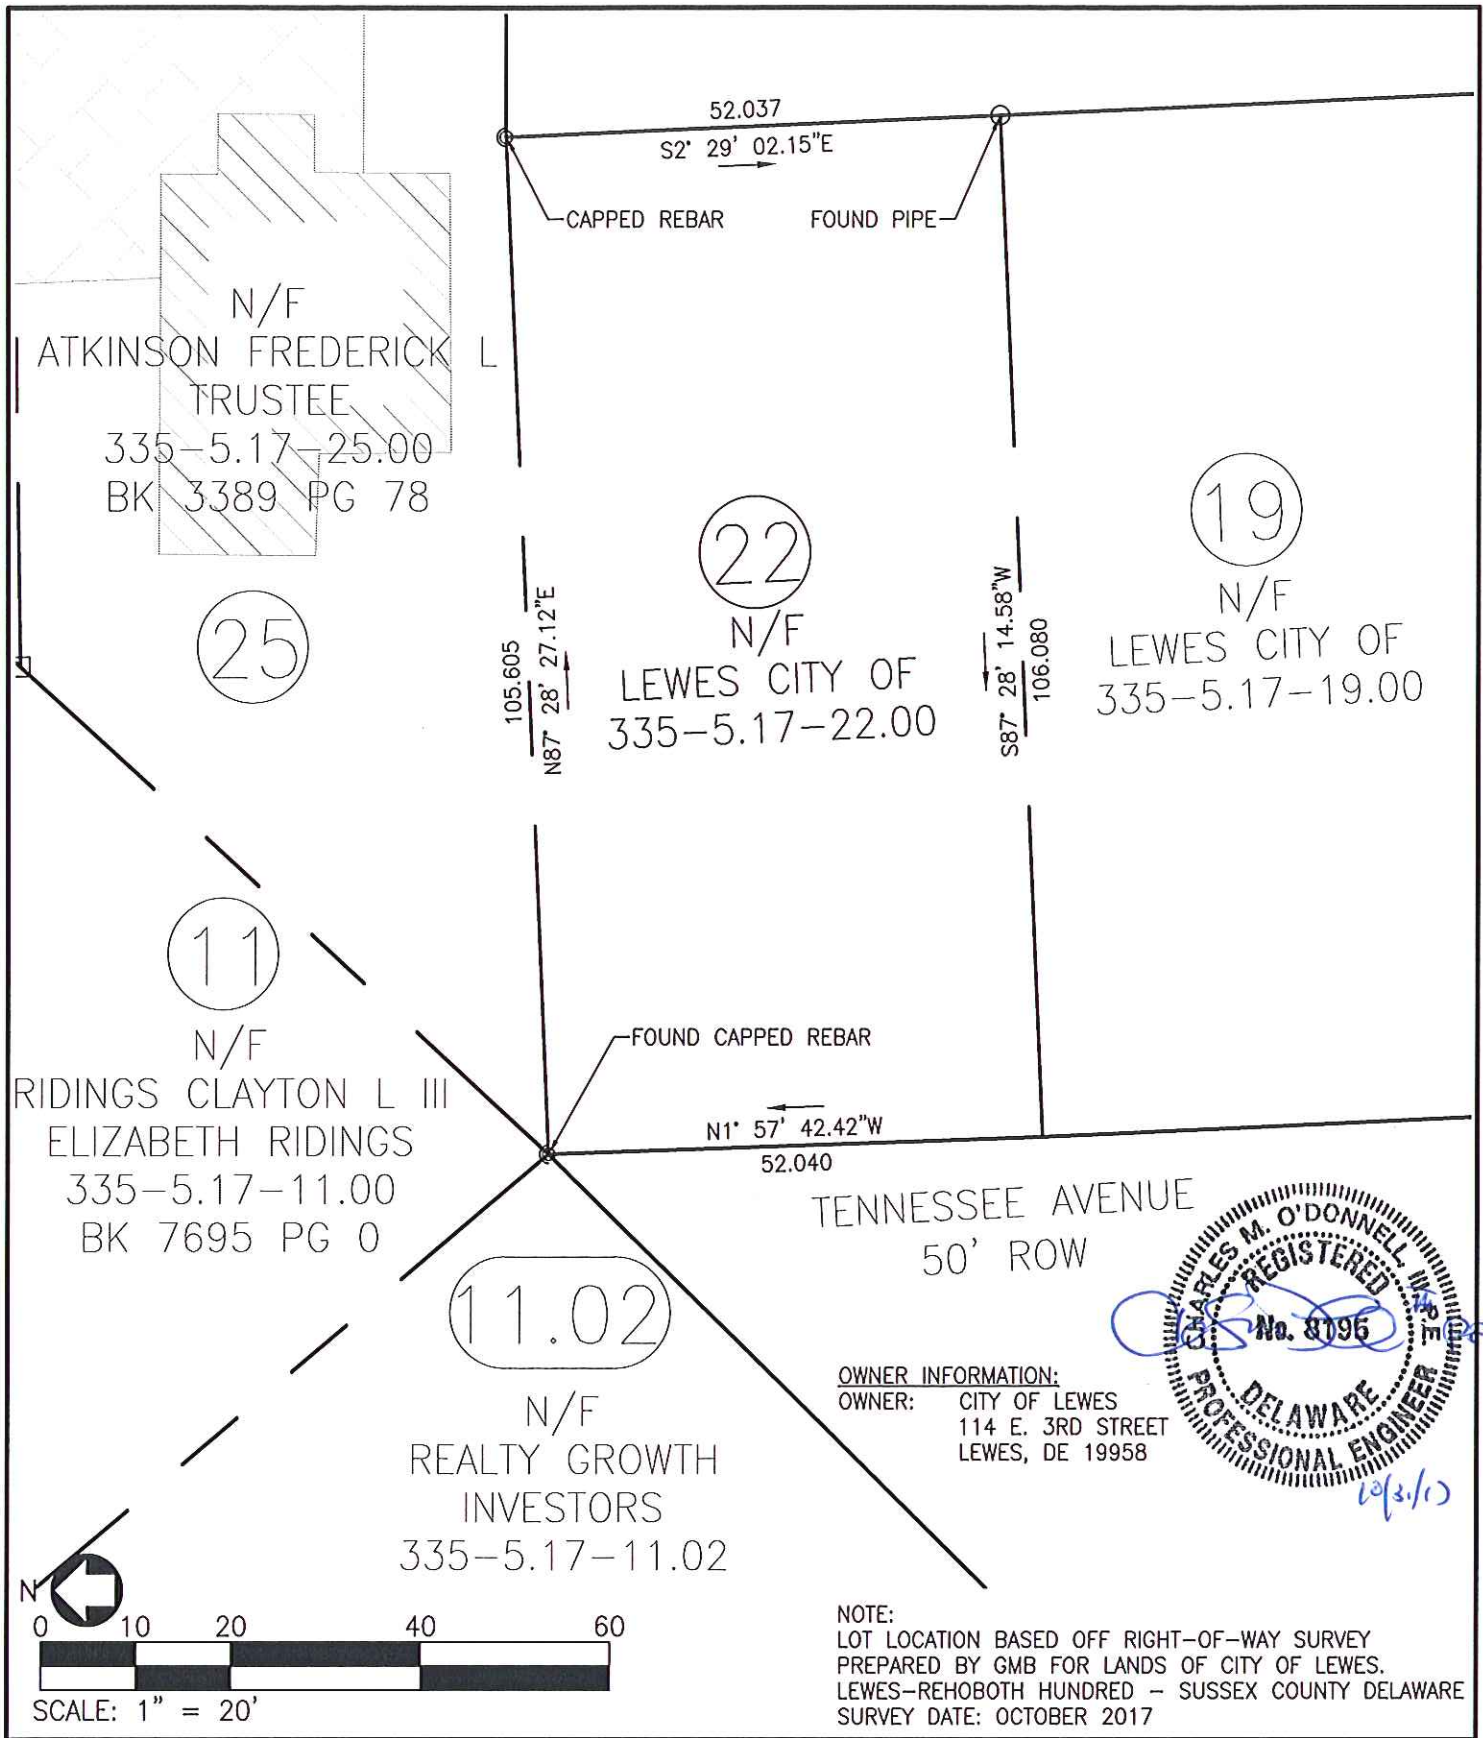 52.037
S2° 29' 02.15"E
CAPPED REBAR
FOUND PIPE
N/F
ATKINSON FREDERICK L
TRUSTEE
335-5.17-25.00
BK 3389 PG 78
25
105.605
N87° 28' 27.12"E
22
N/F
LEWES CITY OF
335-5.17-22.00
S87° 28' 14.58"W
106.080
19
N/F
LEWES CITY OF
335-5.17-19.00
11
N/F
RIDINGS CLAYTON L III
ELIZABETH RIDINGS
335-5.17-11.00
BK 7695 PG 0
FOUND CAPPED REBAR
N1° 57' 42.42"W
52.040
TENNESSEE AVENUE
50' ROW
11.02
N/F
REALTY GROWTH
INVESTORS
335-5.17-11.02
CHARLES M. O'DONNELL, III, P.E.
REGISTERED
No. 8195
DELAWARE
PROFESSIONAL ENGINEER
OWNER INFORMATION:
OWNER: CITY OF LEWES
114 E. 3RD STREET
LEWES, DE 19958
N
0 10 20 40 60
SCALE: 1" = 20'
NOTE:
LOT LOCATION BASED OFF RIGHT-OF-WAY SURVEY
PREPARED BY GMB FOR LANDS OF CITY OF LEWES.
LEWES-REHOBOTH HUNDRED - SUSSEX COUNTY DELAWARE
SURVEY DATE: OCTOBER 2017